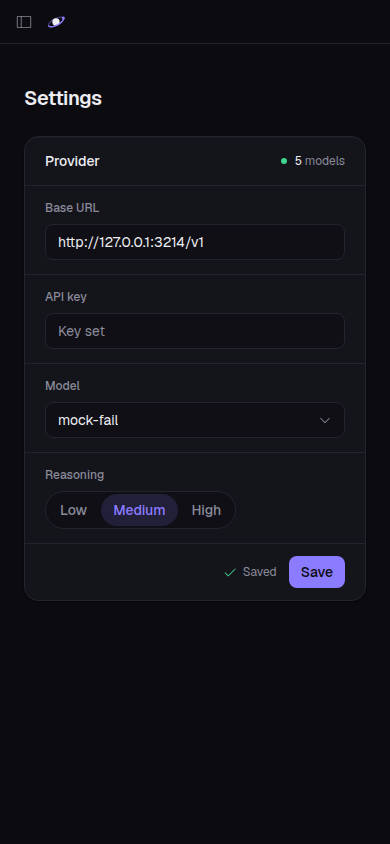 Settings
Provider
5 models
Base URL
http://127.0.0.1:3214/v1
API key
Key set
Model
mock-fail
Reasoning
Low Medium High
Saved Save